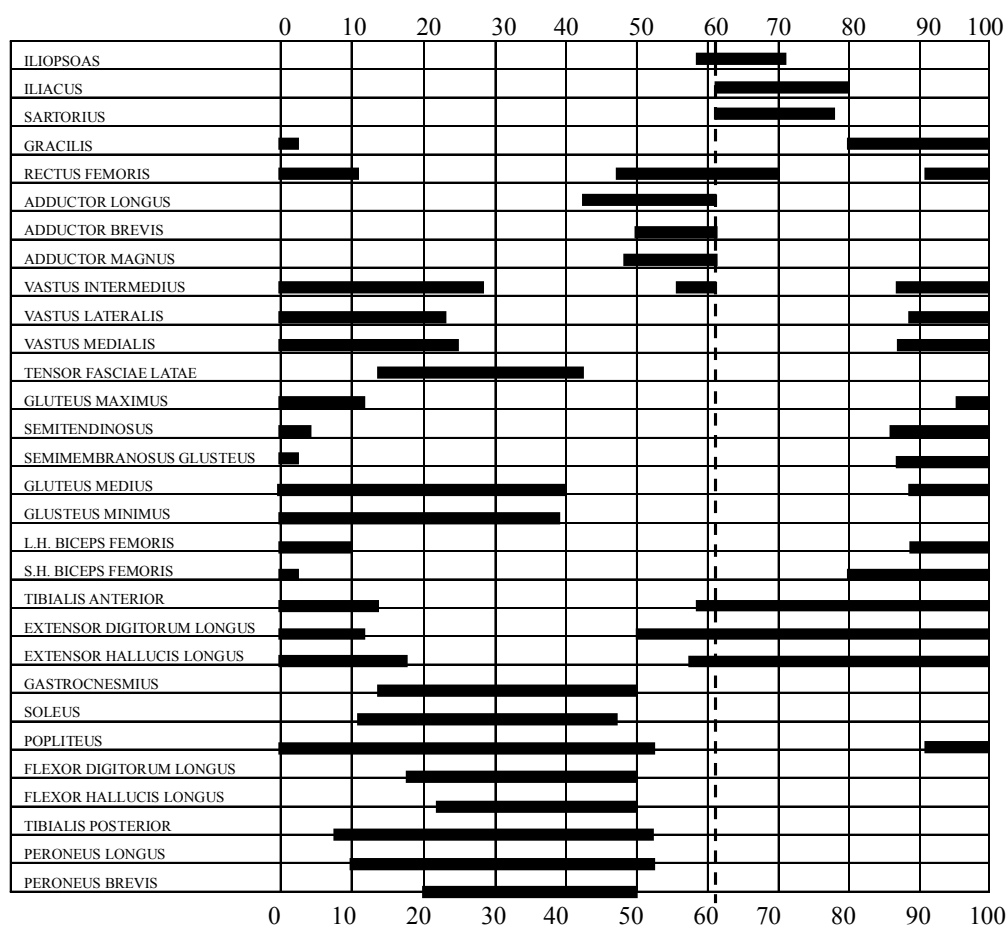 0 10 20 30 40 50 60 70 80 90 100
ILIOPSOAS
ILIACUS
SARTORIUS
GRACILIS
RECTUS FEMORIS
ADDUCTOR LONGUS
ADDUCTOR BREVIS
ADDUCTOR MAGNUS
VASTUS INTERMEDIUS
VASTUS LATERALIS
VASTUS MEDIALIS
TENSOR FASCIAE LATAE
GLUTEUS MAXIMUS
SEMITENDINOSUS
SEMIMEMBRANOSUS GLUSTEUS
GLUTEUS MEDIUS
GLUSTEUS MINIMUS
L.H. BICEPS FEMORIS
S.H. BICEPS FEMORIS
TIBIALIS ANTERIOR
EXTENSOR DIGITORUM LONGUS
EXTENSOR HALLUCIS LONGUS
GASTROCNESMIUS
SOLEUS
POPLITEUS
FLEXOR DIGITORUM LONGUS
FLEXOR HALLUCIS LONGUS
TIBIALIS POSTERIOR
PERONEUS LONGUS
PERONEUS BREVIS
0 10 20 30 40 50 60 70 80 90 100